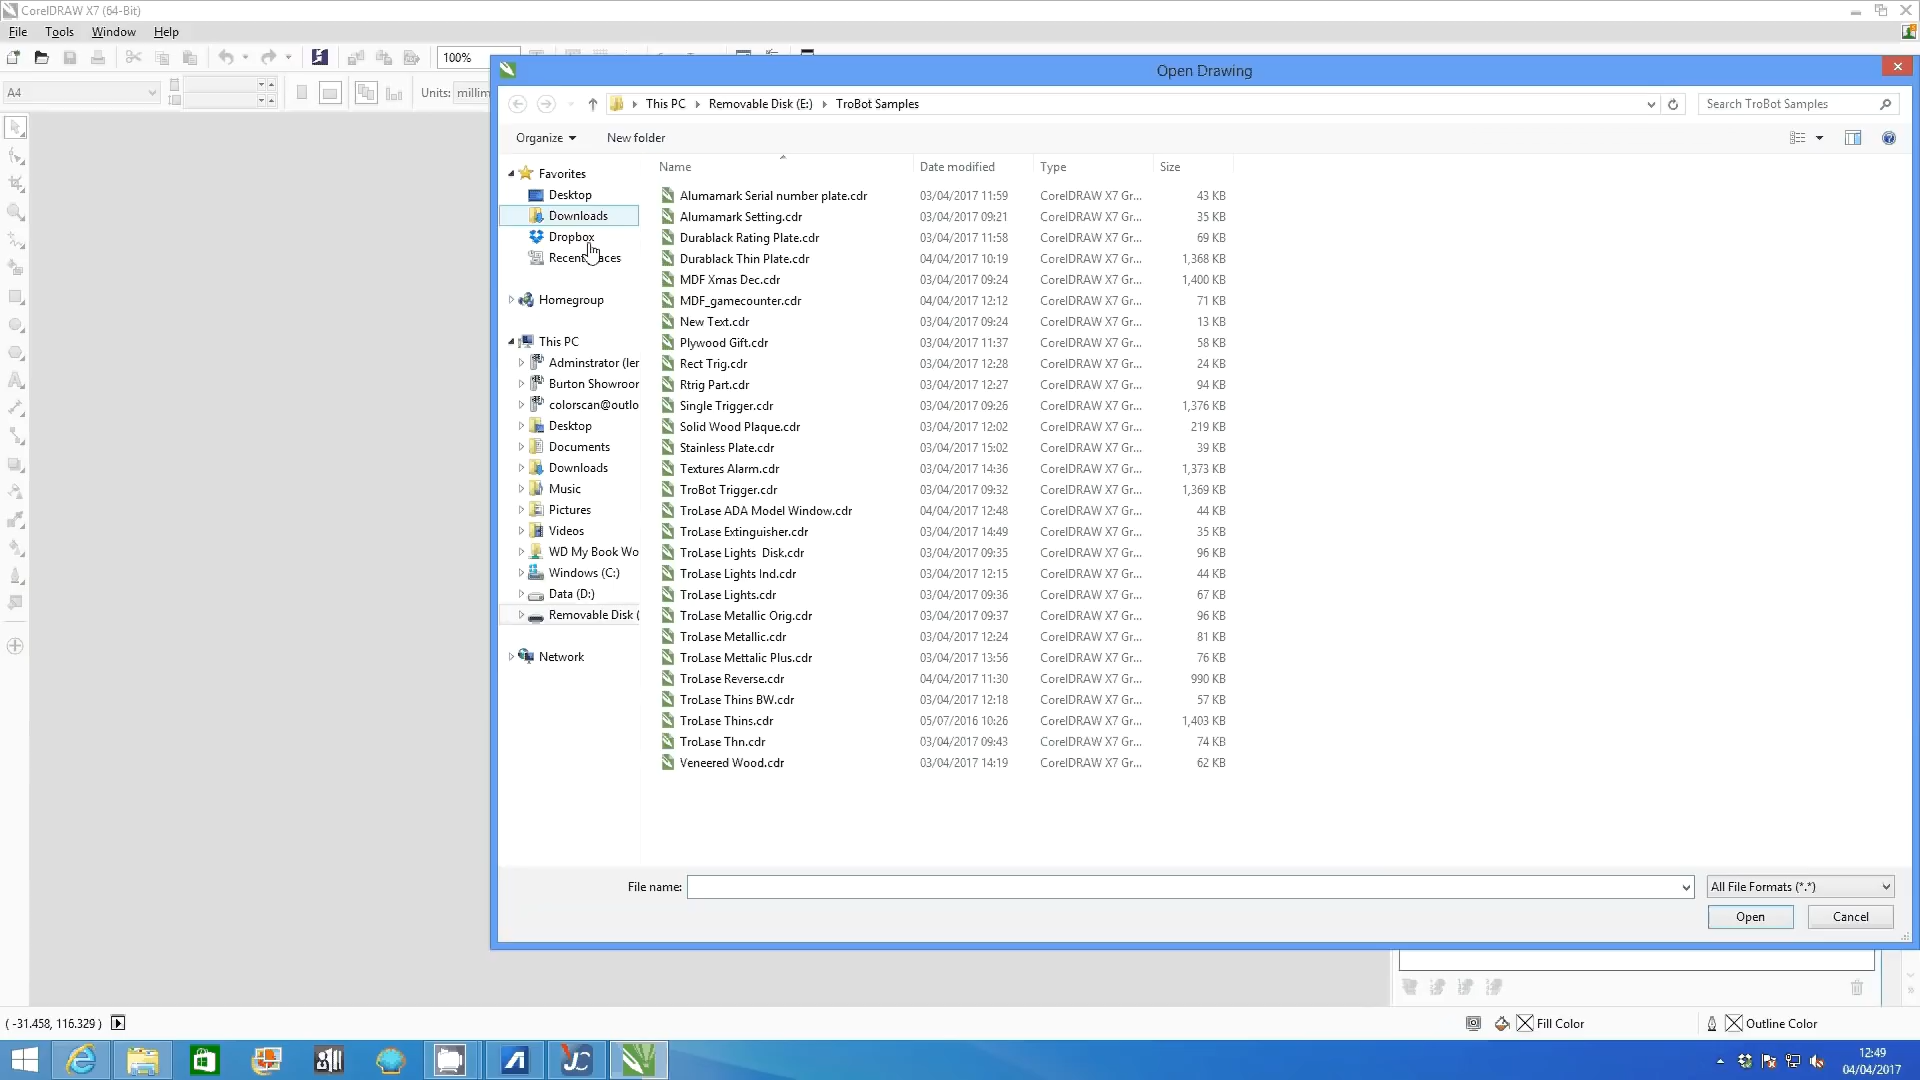 CorelDRAW X7 (64-Bit)
File Tools Window Help
100%
A4
Units: millim
Open Drawing
This PC Removable Disk (E:) TroBot Samples
Search TroBot Samples
Organize New folder
Name Date modified Type Size
Favorites
Desktop
Downloads
Dropbox
Recent aces
Homegroup
This PC
Adminstrator (ler
Burton Showroor
colorscan@outlo
Desktop
Documents
Downloads
Music
Pictures
Videos
WD My Book Wo
Windows (C:)
Data (D:)
Removable Disk (
Network
Alumamark Serial number plate.cdr 03/04/2017 11:59 CorelDRAW X7 Gr... 43 KB
Alumamark Setting.cdr 03/04/2017 09:21 CorelDRAW X7 Gr... 35 KB
Durablack Rating Plate.cdr 03/04/2017 11:58 CorelDRAW X7 Gr... 69 KB
Durablack Thin Plate.cdr 04/04/2017 10:19 CorelDRAW X7 Gr... 1,368 KB
MDF Xmas Dec.cdr 03/04/2017 09:24 CorelDRAW X7 Gr... 1,400 KB
MDF_gamecounter.cdr 04/04/2017 12:12 CorelDRAW X7 Gr... 71 KB
New Text.cdr 03/04/2017 09:24 CorelDRAW X7 Gr... 13 KB
Plywood Gift.cdr 03/04/2017 11:37 CorelDRAW X7 Gr... 58 KB
Rect Trig.cdr 03/04/2017 12:28 CorelDRAW X7 Gr... 24 KB
Rtrig Part.cdr 03/04/2017 12:27 CorelDRAW X7 Gr... 94 KB
Single Trigger.cdr 03/04/2017 09:26 CorelDRAW X7 Gr... 1,376 KB
Solid Wood Plaque.cdr 03/04/2017 12:02 CorelDRAW X7 Gr... 219 KB
Stainless Plate.cdr 03/04/2017 15:02 CorelDRAW X7 Gr... 39 KB
Textures Alarm.cdr 03/04/2017 14:36 CorelDRAW X7 Gr... 1,373 KB
TroBot Trigger.cdr 03/04/2017 09:32 CorelDRAW X7 Gr... 1,369 KB
TroLase ADA Model Window.cdr 04/04/2017 12:48 CorelDRAW X7 Gr... 44 KB
TroLase Extinguisher.cdr 03/04/2017 14:49 CorelDRAW X7 Gr... 35 KB
TroLase Lights Disk.cdr 03/04/2017 09:35 CorelDRAW X7 Gr... 96 KB
TroLase Lights Ind.cdr 03/04/2017 12:15 CorelDRAW X7 Gr... 44 KB
TroLase Lights.cdr 03/04/2017 09:36 CorelDRAW X7 Gr... 67 KB
TroLase Metallic Orig.cdr 03/04/2017 09:37 CorelDRAW X7 Gr... 96 KB
TroLase Metallic.cdr 03/04/2017 12:24 CorelDRAW X7 Gr... 81 KB
TroLase Mettalic Plus.cdr 03/04/2017 13:56 CorelDRAW X7 Gr... 76 KB
TroLase Reverse.cdr 04/04/2017 11:30 CorelDRAW X7 Gr... 990 KB
TroLase Thins BW.cdr 03/04/2017 12:18 CorelDRAW X7 Gr... 57 KB
TroLase Thins.cdr 05/07/2016 10:26 CorelDRAW X7 Gr... 1,403 KB
TroLase Thn.cdr 03/04/2017 09:43 CorelDRAW X7 Gr... 74 KB
Veneered Wood.cdr 03/04/2017 14:19 CorelDRAW X7 Gr... 62 KB
File name: All File Formats (*.*)
Open Cancel
( -31.458, 116.329 ) Fill Color Outline Color
12:49
04/04/2017